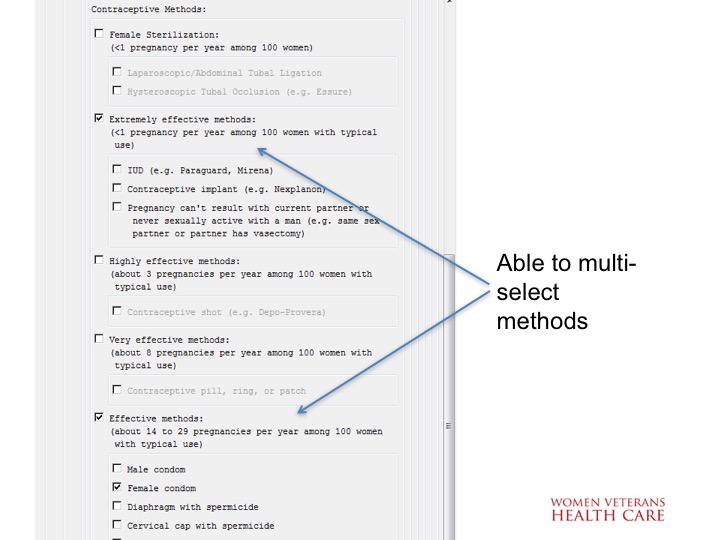 Contraceptive Methods:
Female Sterilization:
(<1 pregnancy per year among 100 women)
Laparoscopic/Abdominal Tubal Ligation
Hysteroscopic Tubal Occlusion (e.g. Essure)
Extremely effective methods:
(<1 pregnancy per year among 100 women with typical
use)
IUD (e.g. Paraguard, Mirena)
Contraceptive implant (e.g. Nexplanon)
Pregnancy can't result with current partner or
never sexually active with a man (e.g. same sex
partner or partner has vasectomy)
Highly effective methods:
(about 3 pregnancies per year among 100 women with
typical use)
Contraceptive shot (e.g. Depo-Provera)
Very effective methods:
(about 8 pregnancies per year among 100 women with
typical use)
Contraceptive pill, ring, or patch
Effective methods:
(about 14 to 29 pregnancies per year among 100 women
with typical use)
Male condom
Female condom
Diaphragm with spermicide
Cervical cap with spermicide
Able to multi-
select
methods
WOMEN VETERANS
HEALTH CARE